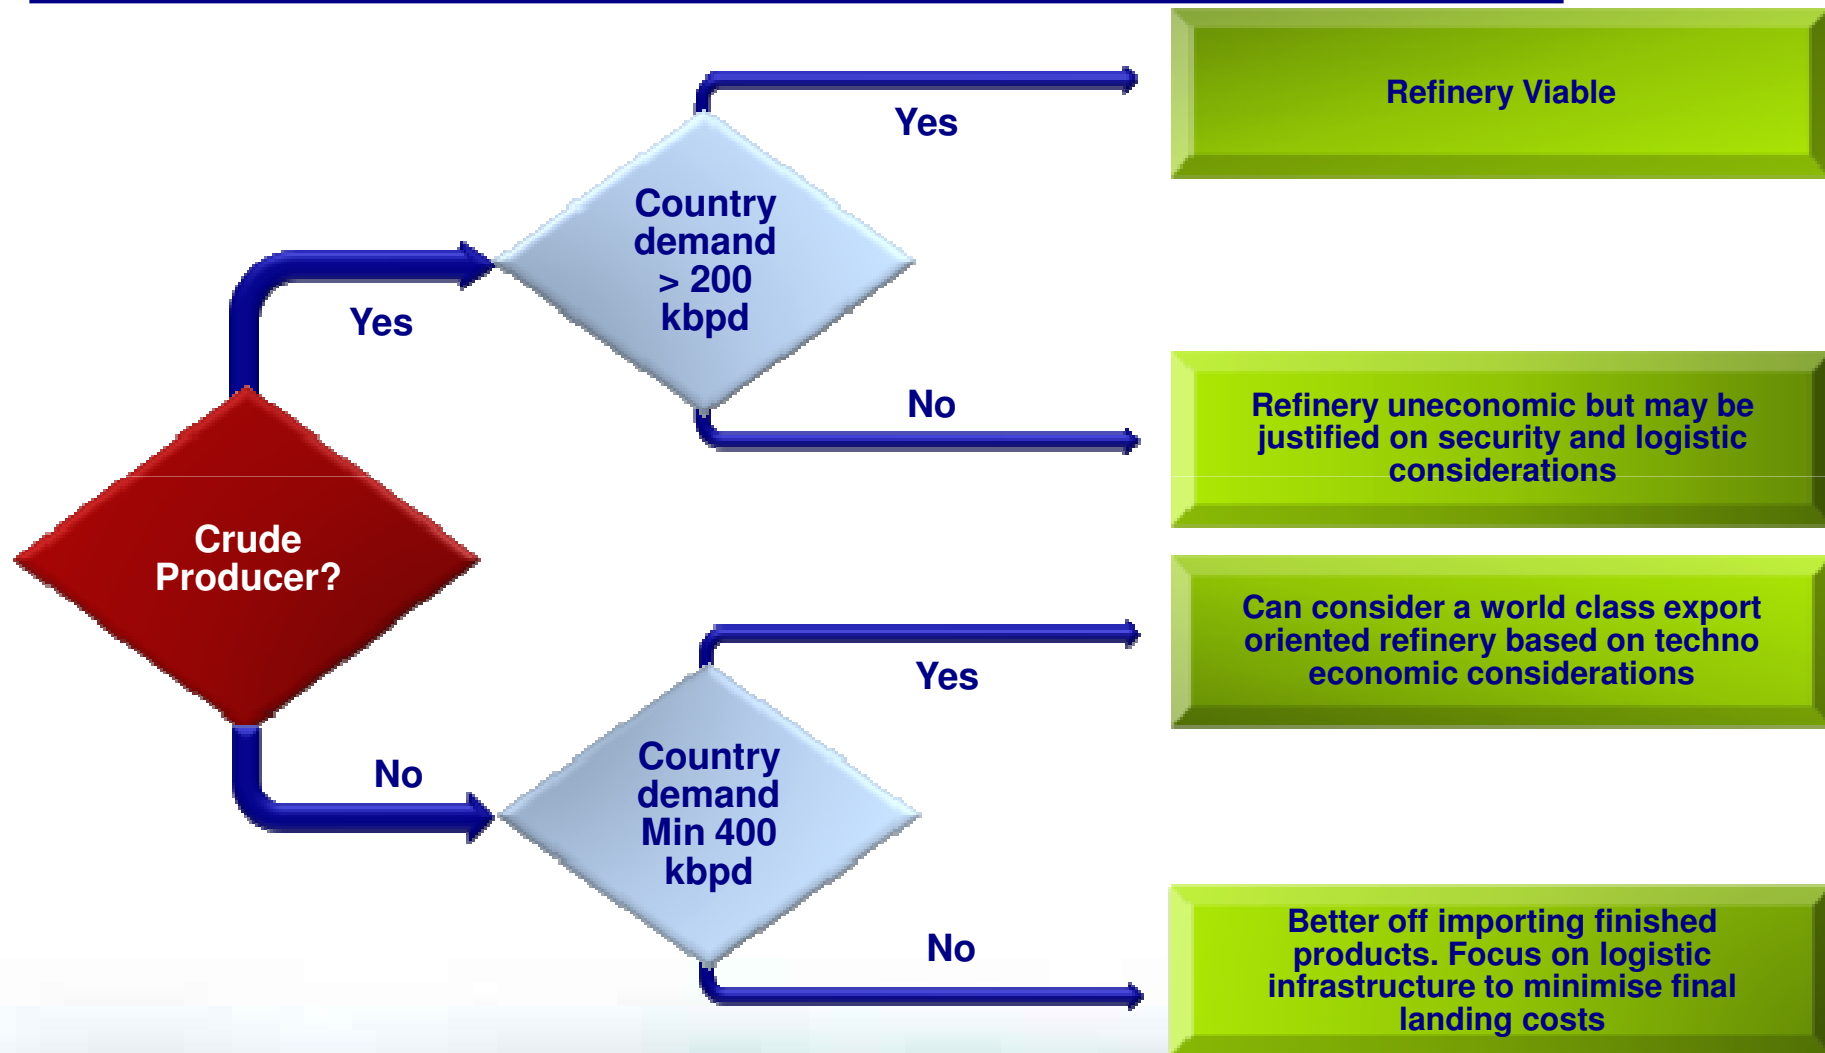 Refinery Viable
Yes
Country
demand
> 200
kbpd
Yes
No
Refinery uneconomic but may be
justified on security and logistic
considerations
Crude
Producer?
Can consider a world class export
oriented refinery based on techno
economic considerations
Yes
Country
demand
Min 400
kbpd
No
No
Better off importing finished
products. Focus on logistic
infrastructure to minimise final
landing costs